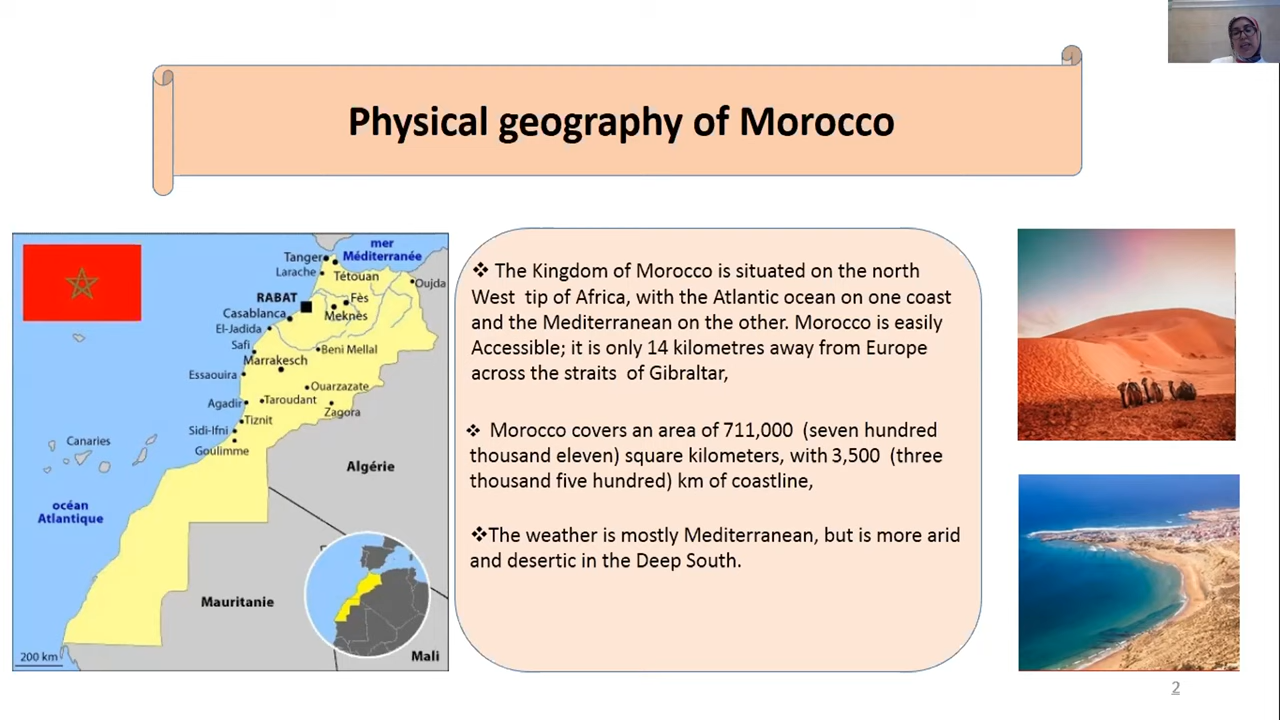 Physical geography of Morocco
mer
Méditerranée
Tanger
Larache
Tétouan
Oujda
RABAT
Fès
Casablanca
Meknès
El-Jadida
Safi
Beni Mellal
Marrakesch
Essaouira
Ouarzazate
Agadir
Taroudant
Zagora
Tiznit
Sidi-Ifni
Goulimme
Canaries
Algérie
océan
Atlantique
Mauritanie
Mali
200 km
❖ The Kingdom of Morocco is situated on the north
West tip of Africa, with the Atlantic ocean on one coast
and the Mediterranean on the other. Morocco is easily
Accessible; it is only 14 kilometres away from Europe
across the straits of Gibraltar,
❖ Morocco covers an area of 711,000 (seven hundred
thousand eleven) square kilometers, with 3,500 (three
thousand five hundred) km of coastline,
❖The weather is mostly Mediterranean, but is more arid
and desertic in the Deep South.
2